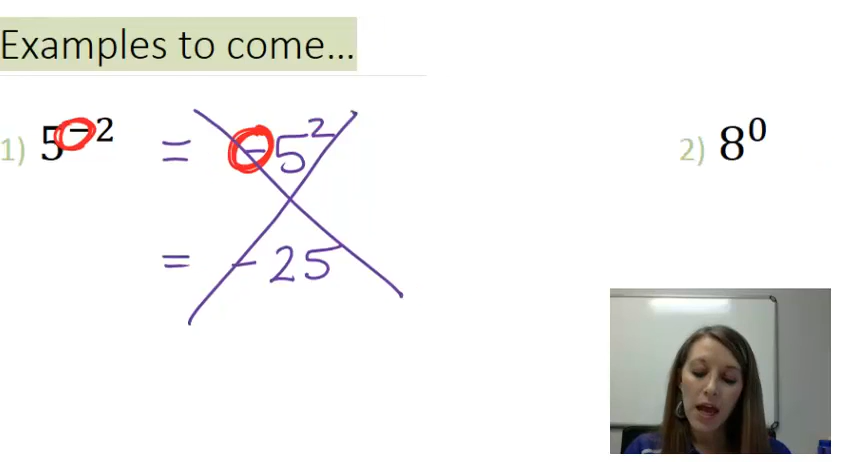 Examples to come...
1) 5⁻² = -5²
= -25
2) 8⁰